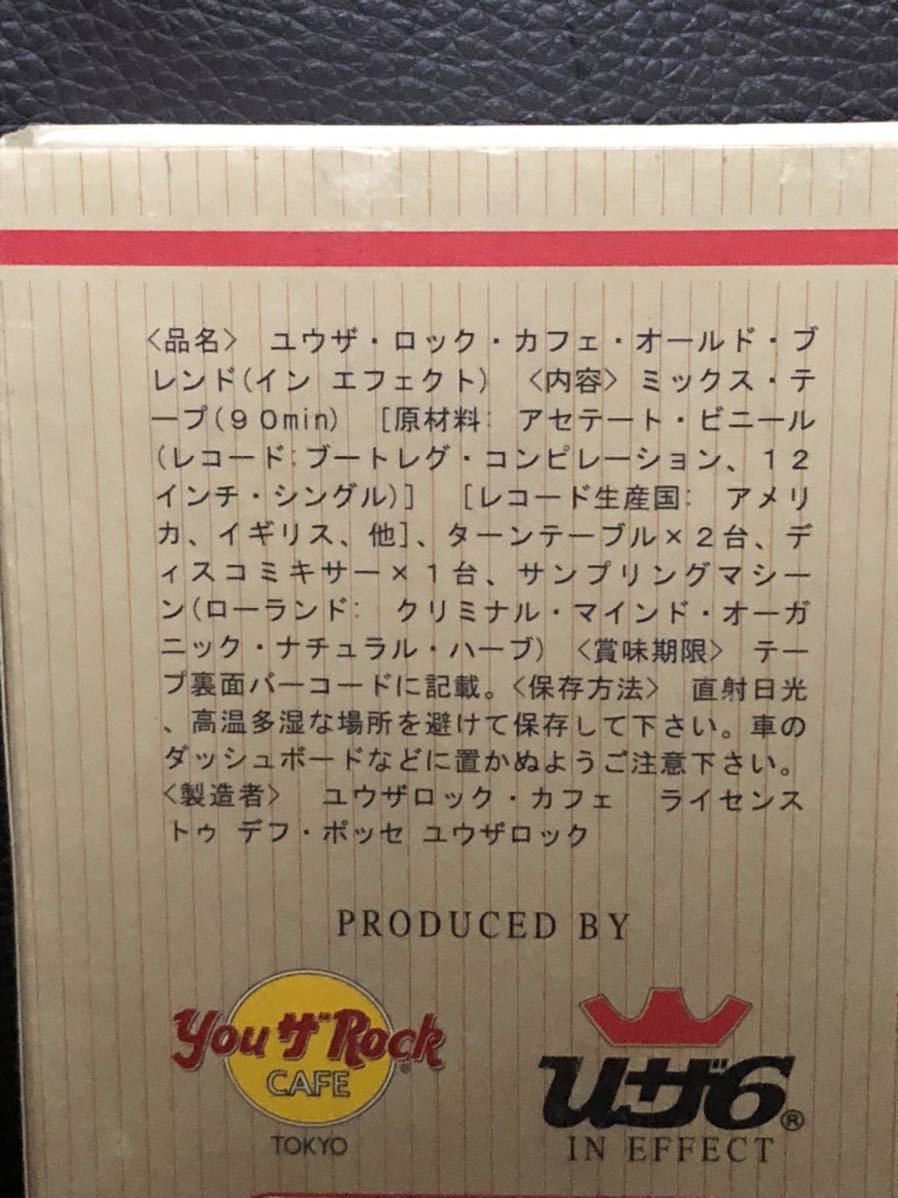 〈品名〉 ユウザ・ロック・カフェ・オールド・ブ
レンド(イン エフェクト) 〈内容〉ミックス・テ
ープ(90min) [原材料: アセテート・ビニール
(レコード:ブートレグ・コンピレーション、12
インチ・シングル)] [レコード生産国: アメリ
カ、イギリス、他]、ターンテーブル×2台、デ
ィスコミキサー×1台、サンプリングマシー
ン(ローランド: クリミナル・マインド・オーガ
ニック・ナチュラル・ハーブ) 〈賞味期限〉 テー
プ裏面バーコードに記載。〈保存方法〉 直射日光
、高温多湿な場所を避けて保存して下さい。車の
ダッシュボードなどに置かぬようご注意下さい。
〈製造者〉 ユウザロック・カフェ ライセンス
トゥ デフ・ポッセ ユウザロック
PRODUCED BY
You ザ Rock
®
CAFE
TOKYO
Uザ6®
IN EFFECT